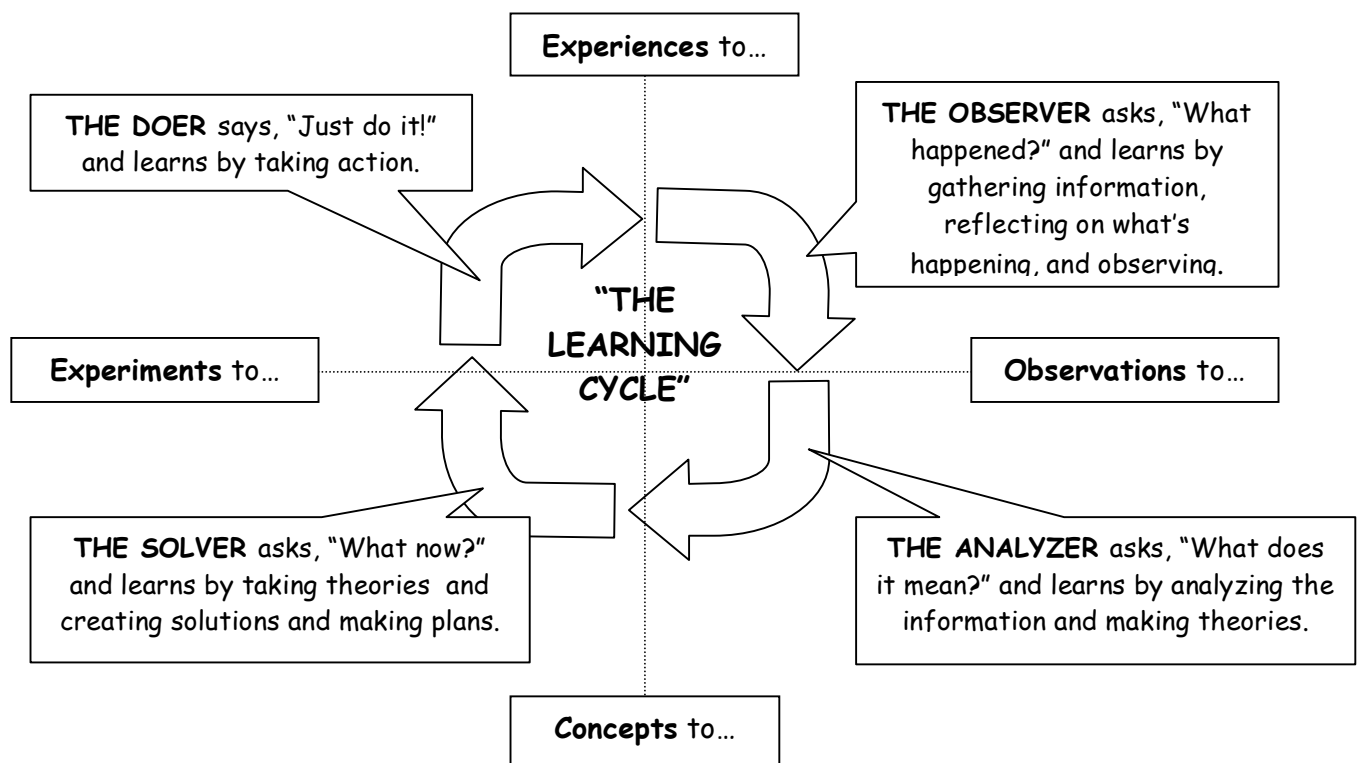 Experiences to…
THE DOER says, “Just do it!”
and learns by taking action.
THE OBSERVER asks, “What
happened?” and learns by
gathering information,
reflecting on what’s
happening, and observing.
“THE
LEARNING
CYCLE”
Experiments to…
Observations to…
THE SOLVER asks, “What now?”
and learns by taking theories and
creating solutions and making plans.
THE ANALYZER asks, “What does
it mean?” and learns by analyzing the
information and making theories.
Concepts to…